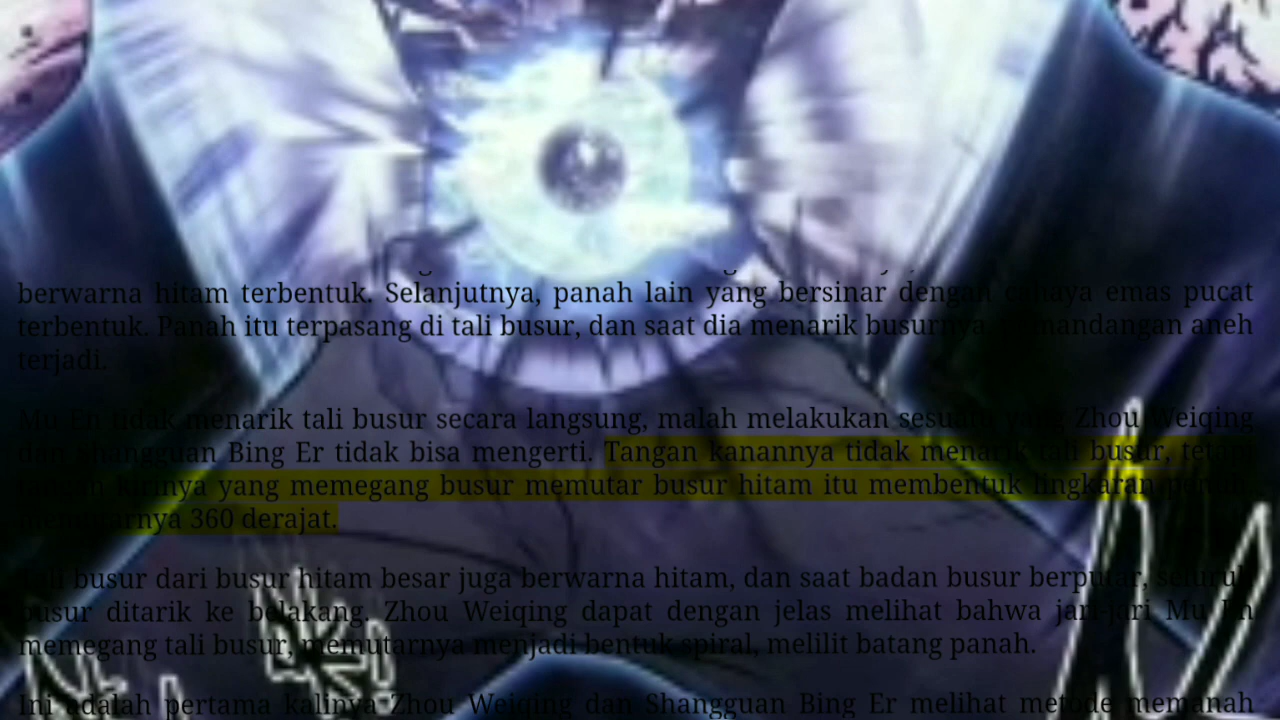 berwarna hitam terbentuk. Selanjutnya, panah lain yang bersinar dengan cahaya emas pucat
terbentuk. Panah itu terpasang di tali busur, dan saat dia menarik busurnya, pemandangan aneh
terjadi.
Mu En tidak menarik tali busur secara langsung, malah melakukan sesuatu yang Zhou Weiqing
dan Shangguan Bing Er tidak bisa mengerti. Tangan kanannya tidak menarik tali busur, tetapi
tangan kirinya yang memegang busur memutar busur hitam itu membentuk lingkaran penuh,
memutarnya 360 derajat.
Tali busur dari busur hitam besar juga berwarna hitam, dan saat badan busur berputar, seluruh
busur ditarik ke belakang. Zhou Weiqing dapat dengan jelas melihat bahwa jari-jari Mu En
memegang tali busur, memutarnya menjadi bentuk spiral, melilit batang panah.
Ini adalah pertama kalinya Zhou Weiqing dan Shangguan Bing Er melihat metode memanah